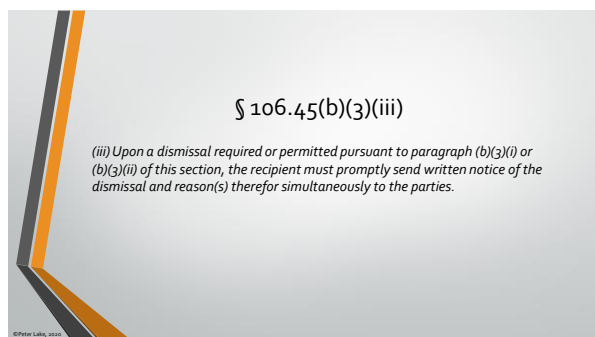 § 106.45(b)(3)(iii)
(iii) Upon a dismissal required or permitted pursuant to paragraph (b)(3)(i) or
(b)(3)(ii) of this section, the recipient must promptly send written notice of the
dismissal and reason(s) therefor simultaneously to the parties.
©Peter Lake, 2020